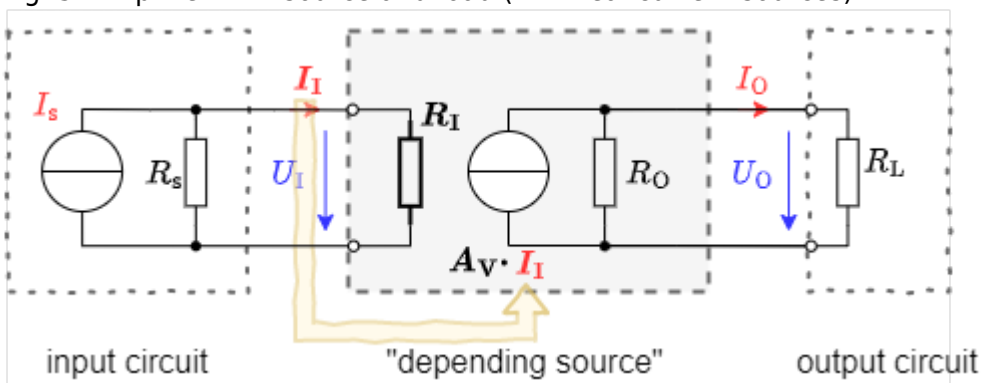 I_I I_O
I_s R_I
R_s U_I R_O U_O R_L
A_V· I_I
input circuit "depending source" output circuit